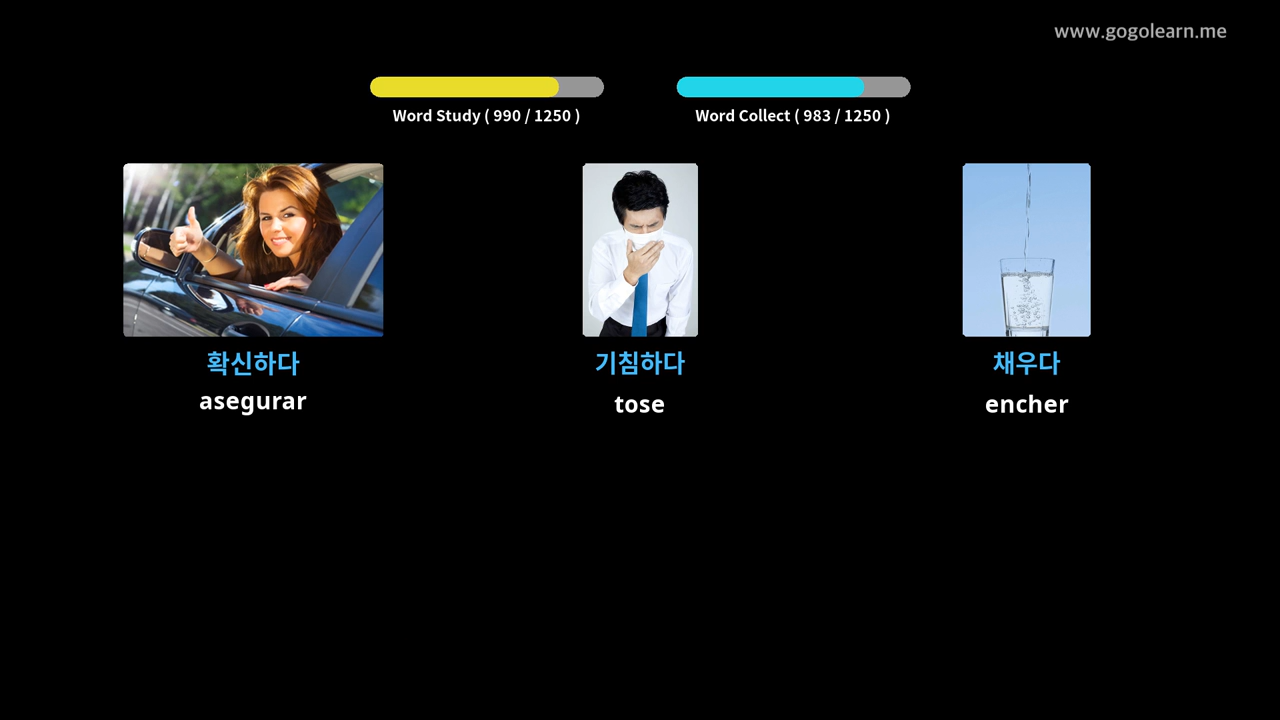 www.gogolearn.me
Word Study ( 990 / 1250 )
Word Collect ( 983 / 1250 )
확신하다
기침하다
채우다
asegurar
tose
encher